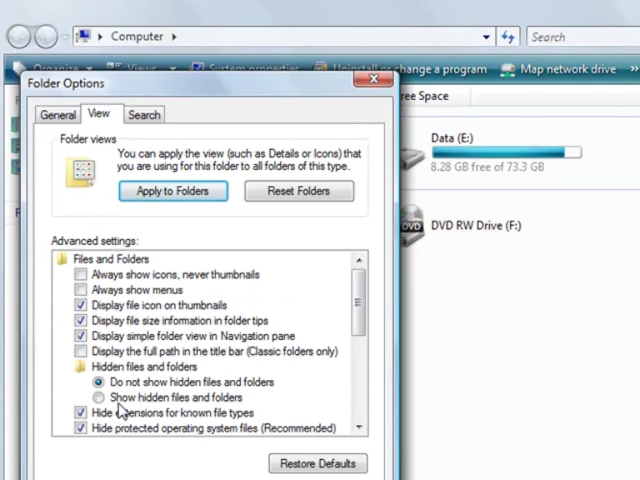 Computer
Search
Organize Views System properties Uninstall or change a program Map network drive
Folder Options
ree Space
General View Search
Folder views
You can apply the view (such as Details or Icons) that
you are using for this folder to all folders of this type.
Apply to Folders Reset Folders
Data (E:)
8.28 GB free of 73.3 GB
DVD
DVD RW Drive (F:)
Advanced settings:
Files and Folders
Always show icons, never thumbnails
Always show menus
Display file icon on thumbnails
Display file size information in folder tips
Display simple folder view in Navigation pane
Display the full path in the title bar (Classic folders only)
Hidden files and folders
Do not show hidden files and folders
Show hidden files and folders
Hide extensions for known file types
Hide protected operating system files (Recommended)
Restore Defaults